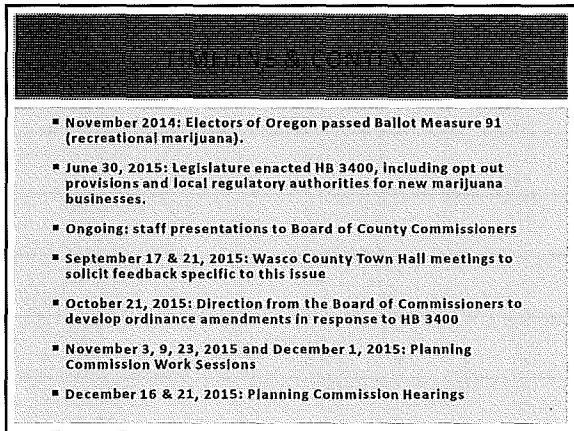 TIMELINE & CONTEXT
■ November 2014: Electors of Oregon passed Ballot Measure 91
(recreational marijuana).
■ June 30, 2015: Legislature enacted HB 3400, including opt out
provisions and local regulatory authorities for new marijuana
businesses.
■ Ongoing: staff presentations to Board of County Commissioners
■ September 17 & 21, 2015: Wasco County Town Hall meetings to
solicit feedback specific to this issue
■ October 21, 2015: Direction from the Board of Commissioners to
develop ordinance amendments in response to HB 3400
■ November 3, 9, 23, 2015 and December 1, 2015: Planning
Commission Work Sessions
■ December 16 & 21, 2015: Planning Commission Hearings